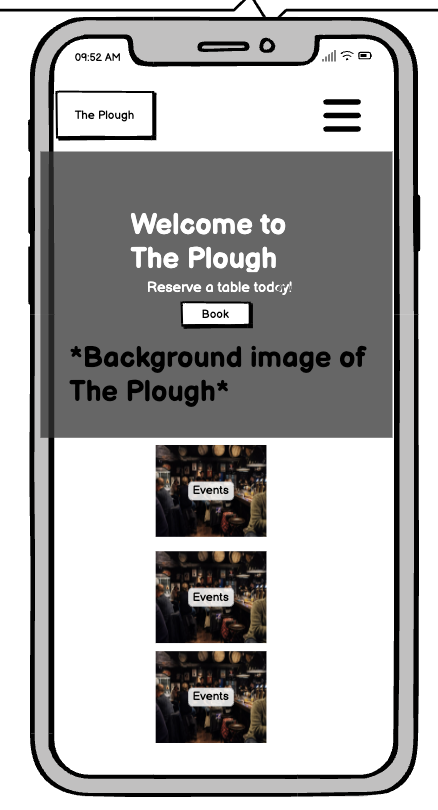 09:52 AM
The Plough
Welcome to
The Plough
Reserve a table today!
Book
*Background image of
The Plough*
Events
Events
Events